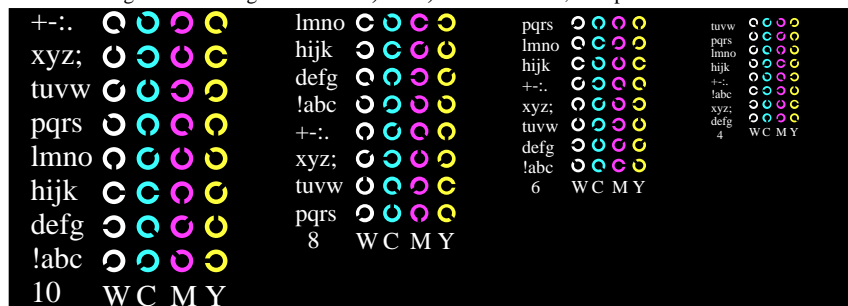 +-:.
xyz;
tuvw
pqrs
lmno
hijk
defg
!abc
10 W C M Y
lmno
hijk
defg
!abc
+-:.
xyz;
tuvw
pqrs
8 W C M Y
pqrs
lmno
hijk
+-:.
xyz;
tuvw
defg
!abc
6 W C M Y
tuvw
pqrs
lmno
hijk
+-:.
!abc
xyz;
defg
4 W C M Y